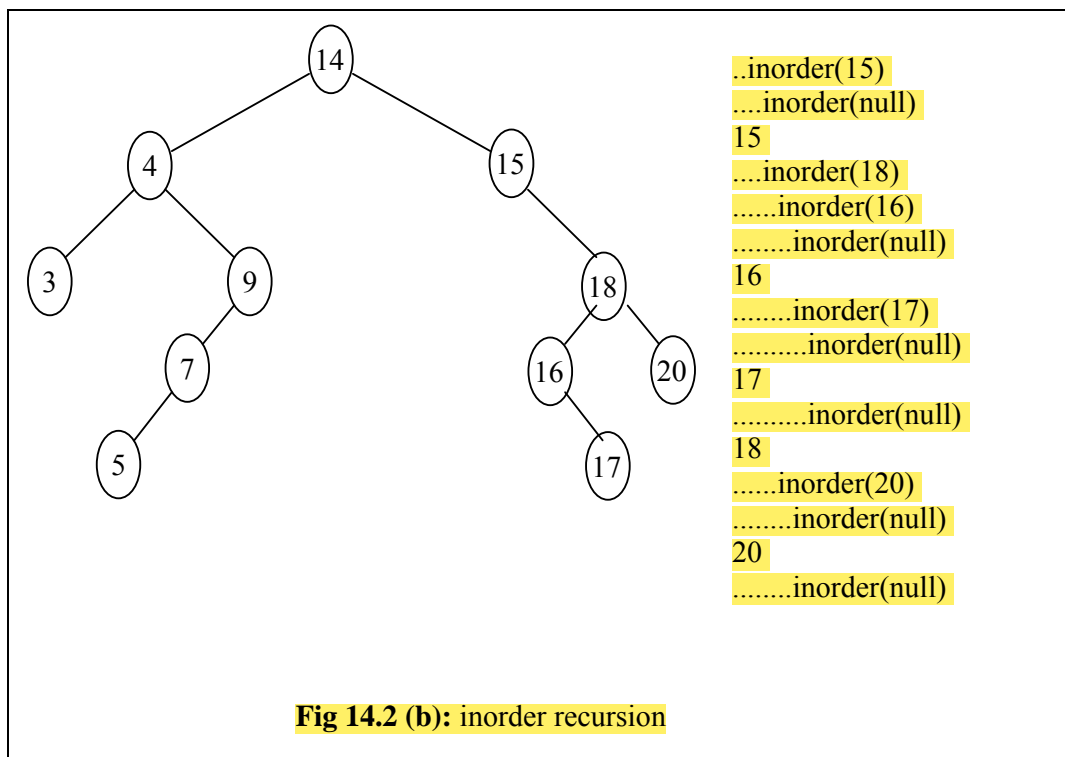 14
4
15
3
9
18
7
16
20
5
17
..inorder(15)
....inorder(null)
15
....inorder(18)
......inorder(16)
........inorder(null)
16
........inorder(17)
..........inorder(null)
17
..........inorder(null)
18
......inorder(20)
........inorder(null)
20
........inorder(null)
Fig 14.2 (b): inorder recursion